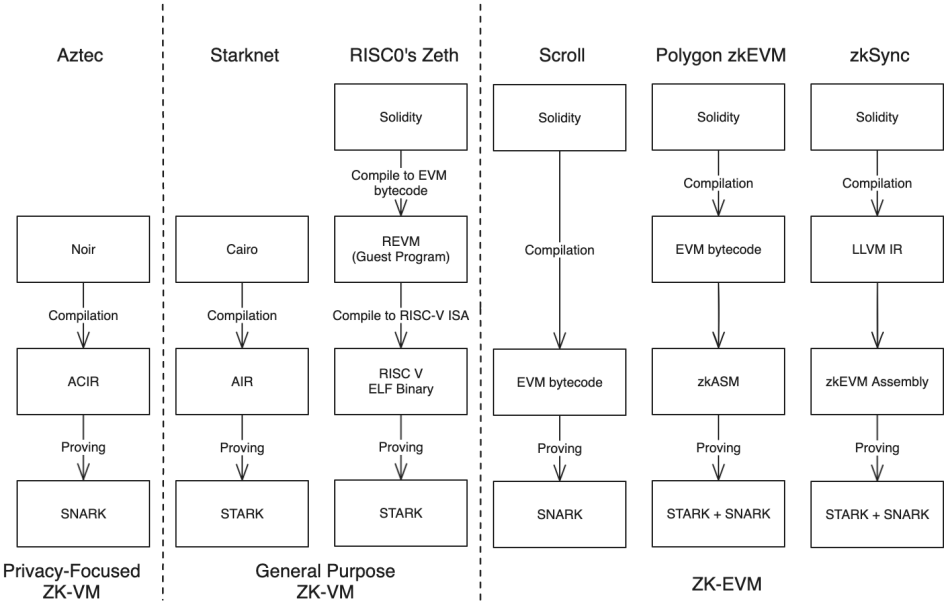 Aztec
Starknet
RISC0's Zeth
Scroll
Polygon zkEVM
zkSync
Solidity
Solidity
Solidity
Solidity
Compile to EVM
bytecode
Compilation
Compilation
Noir
Cairo
REVM
(Guest Program)
Compilation
EVM bytecode
LLVM IR
Compilation
Compilation
Compile to RISC-V ISA
ACIR
AIR
RISC V
ELF Binary
EVM bytecode
zkASM
zkEVM Assembly
Proving
Proving
Proving
Proving
Proving
Proving
SNARK
STARK
STARK
SNARK
STARK + SNARK
STARK + SNARK
Privacy-Focused
ZK-VM
General Purpose
ZK-VM
ZK-EVM